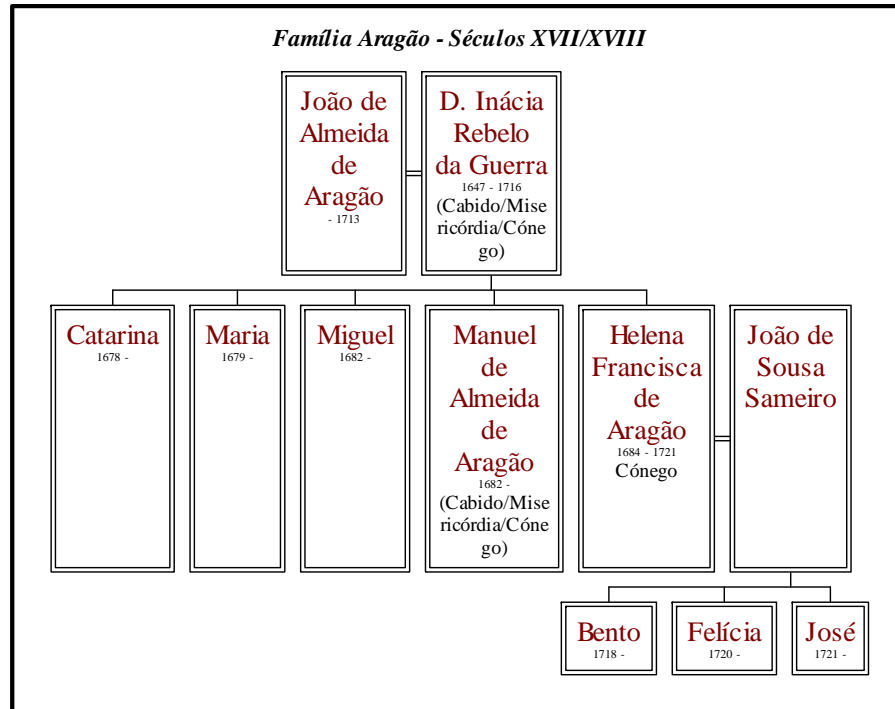 Família Aragão - Séculos XVII/XVIII
João de
Almeida
de
Aragão
- 1713
D. Inácia
Rebelo
da Guerra
1647 - 1716
(Cabido/Mise
ricórdia/Cóne
go)
Catarina
1678 -
Maria
1679 -
Miguel
1682 -
Manuel
de
Almeida
de
Aragão
1682 -
(Cabido/Mise
ricórdia/Cóne
go)
Helena
Francisca
de
Aragão
1684 - 1721
Cónego
João de
Sousa
Sameiro
Bento
1718 -
Felícia
1720 -
José
1721 -